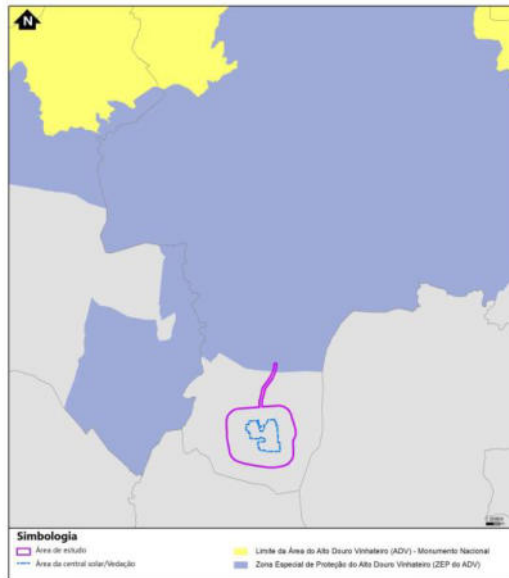 N
Simbologia
Área de estudo
Área da central solar/Vedação
Limite da Área do Alto Douro Vinhateiro (ADV) - Monumento Nacional
Zona Especial de Proteção do Alto Douro Vinhateiro (ZEP do ADV)